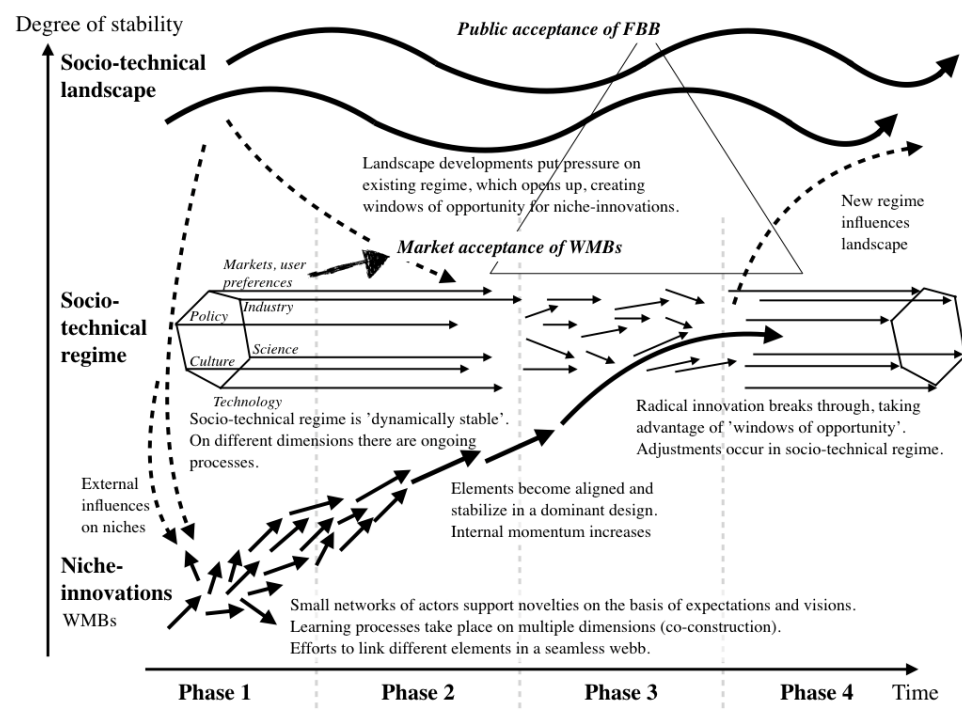 Degree of stability
Public acceptance of FBB
Socio-technical
landscape
Landscape developments put pressure on
existing regime, which opens up, creating
windows of opportunity for niche-innovations.
New regime
influences
landscape
Market acceptance of WMBs
Markets, user
preferences
Industry
Policy
Science
Culture
Technology
Socio-
technical
regime
Socio-technical regime is ’dynamically stable’.
On different dimensions there are ongoing
processes.
Radical innovation breaks through, taking
advantage of ’windows of opportunity’.
Adjustments occur in socio-technical regime.
External
influences
on niches
Elements become aligned and
stabilize in a dominant design.
Internal momentum increases
Niche-
innovations
WMBs
Small networks of actors support novelties on the basis of expectations and visions.
Learning processes take place on multiple dimensions (co-construction).
Efforts to link different elements in a seamless webb.
Phase 1
Phase 2
Phase 3
Phase 4
Time